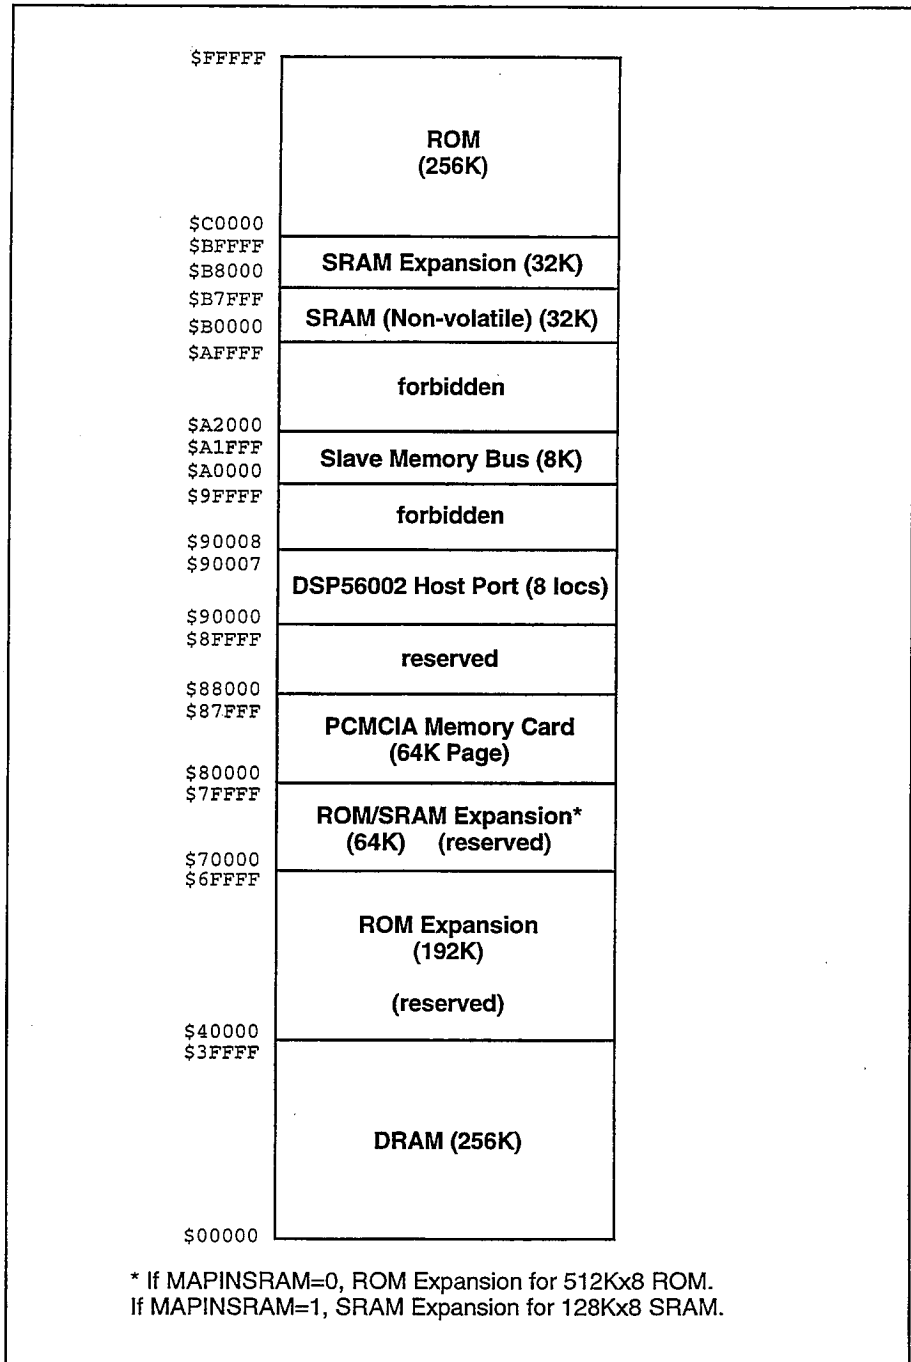 $FFFFF
ROM
(256K)
$C0000
$BFFFF
SRAM Expansion (32K)
$B8000
$B7FFF
SRAM (Non-volatile) (32K)
$B0000
$AFFFF
forbidden
$A2000
$A1FFF
Slave Memory Bus (8K)
$A0000
$9FFFF
forbidden
$90008
$90007
DSP56002 Host Port (8 locs)
$90000
$8FFFF
reserved
$88000
$87FFF
PCMCIA Memory Card
(64K Page)
$80000
$7FFFF
ROM/SRAM Expansion*
(64K) (reserved)
$70000
$6FFFF
ROM Expansion
(192K)
(reserved)
$40000
$3FFFF
DRAM (256K)
$00000
* If MAPINSRAM=0, ROM Expansion for 512Kx8 ROM.
If MAPINSRAM=1, SRAM Expansion for 128Kx8 SRAM.